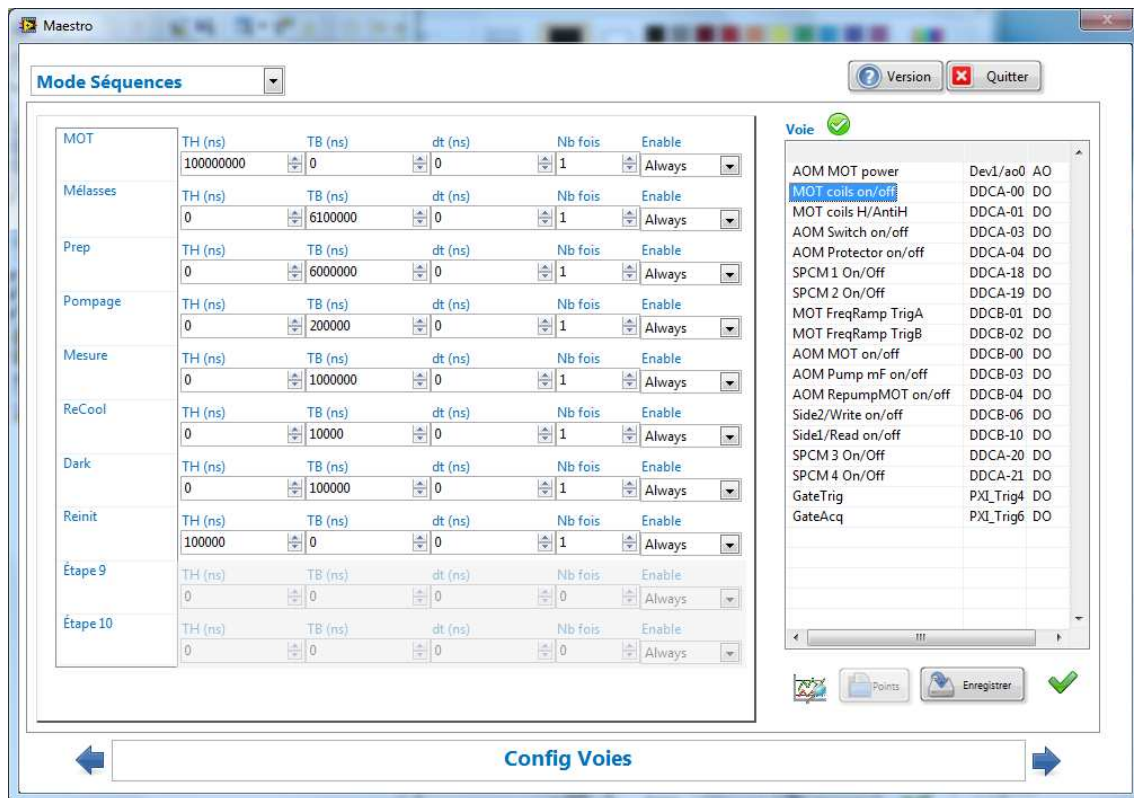 Maestro
Mode Séquences
Version
Quitter
MOT
TH (ns) TB (ns) dt (ns) Nb fois Enable
100000000 0 0 1 Always
Mélasses
TH (ns) TB (ns) dt (ns) Nb fois Enable
0 6100000 0 1 Always
Prep
TH (ns) TB (ns) dt (ns) Nb fois Enable
0 6000000 0 1 Always
Pompage
TH (ns) TB (ns) dt (ns) Nb fois Enable
0 200000 0 1 Always
Mesure
TH (ns) TB (ns) dt (ns) Nb fois Enable
0 1000000 0 1 Always
ReCool
TH (ns) TB (ns) dt (ns) Nb fois Enable
0 10000 0 1 Always
Dark
TH (ns) TB (ns) dt (ns) Nb fois Enable
0 100000 0 1 Always
Reinit
TH (ns) TB (ns) dt (ns) Nb fois Enable
100000 0 0 1 Always
Étape 9
TH (ns) TB (ns) dt (ns) Nb fois Enable
0 0 0 0 Always
Étape 10
TH (ns) TB (ns) dt (ns) Nb fois Enable
0 0 0 0 Always
Voie
AOM MOT power Dev1/ao0 AO
MOT coils on/off DDCA-00 DO
MOT coils H/AntiH DDCA-01 DO
AOM Switch on/off DDCA-03 DO
AOM Protector on/off DDCA-04 DO
SPCM 1 On/Off DDCA-18 DO
SPCM 2 On/Off DDCA-19 DO
MOT FreqRamp TrigA DDCB-01 DO
MOT FreqRamp TrigB DDCB-02 DO
AOM MOT on/off DDCB-00 DO
AOM Pump mF on/off DDCB-03 DO
AOM RepumpMOT on/off DDCB-04 DO
Side2/Write on/off DDCB-06 DO
Side1/Read on/off DDCB-10 DO
SPCM 3 On/Off DDCA-20 DO
SPCM 4 On/Off DDCA-21 DO
GateTrig PXI_Trig4 DO
GateAcq PXI_Trig6 DO
Points
Enregistrer
Config Voies